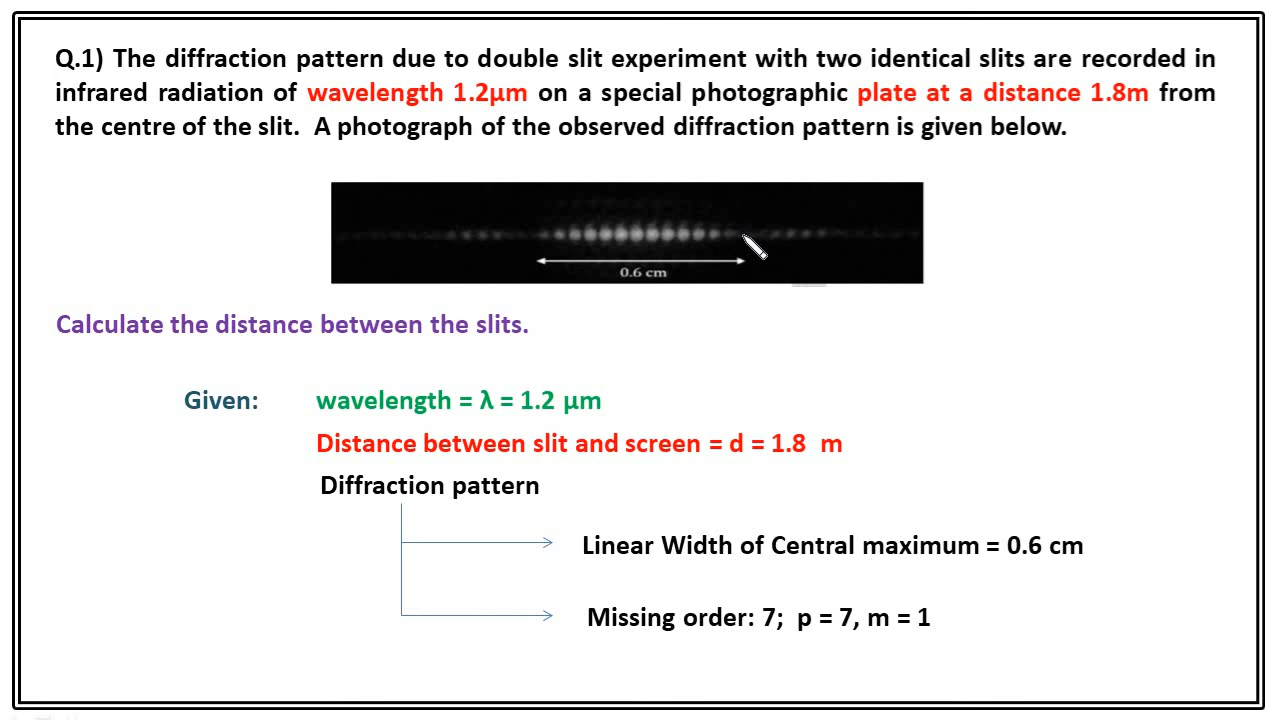 Q.1) The diffraction pattern due to double slit experiment with two identical slits are recorded in
infrared radiation of wavelength 1.2μm on a special photographic plate at a distance 1.8m from
the centre of the slit. A photograph of the observed diffraction pattern is given below.
0.6 cm
Calculate the distance between the slits.
Given: wavelength = λ = 1.2 μm
Distance between slit and screen = d = 1.8 m
Diffraction pattern
Linear Width of Central maximum = 0.6 cm
Missing order: 7; p = 7, m = 1